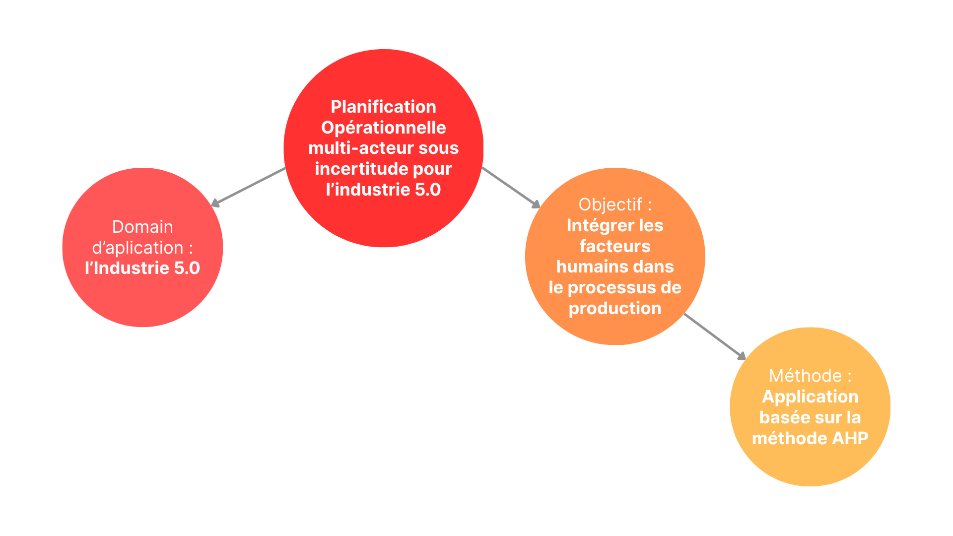 Planification
Opérationnelle
multi-acteur sous
incertitude pour
l'industrie 5.0
Domain
d'aplication :
l'Industrie 5.0
Objectif :
Intégrer les
facteurs
humains dans
le processus de
production
Méthode :
Application
basée sur la
méthode AHP